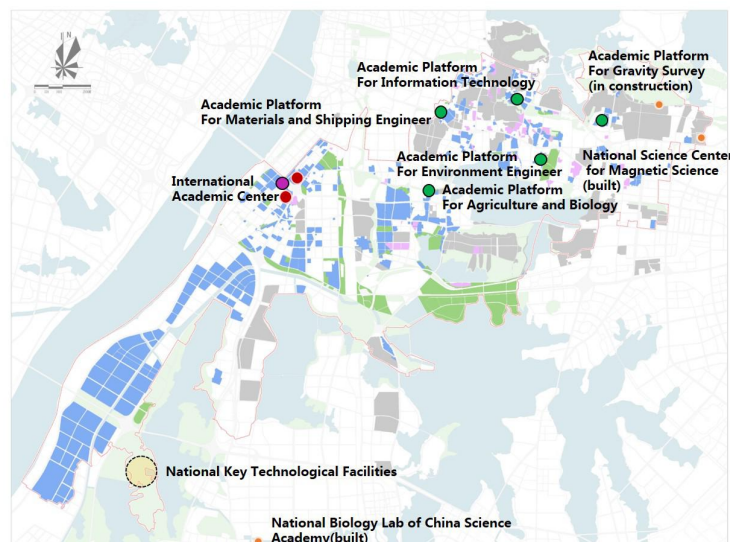 N
Academic Platform
For Gravity Survey
(in construction)
Academic Platform
For Information Technology
Academic Platform
For Materials and Shipping Engineer
Academic Platform
For Environment Engineer
National Science Center
for Magnetic Science
(built)
International
Academic Center
Academic Platform
For Agriculture and Biology
National Key Technological Facilities
National Biology Lab of China Science
Academy(built)